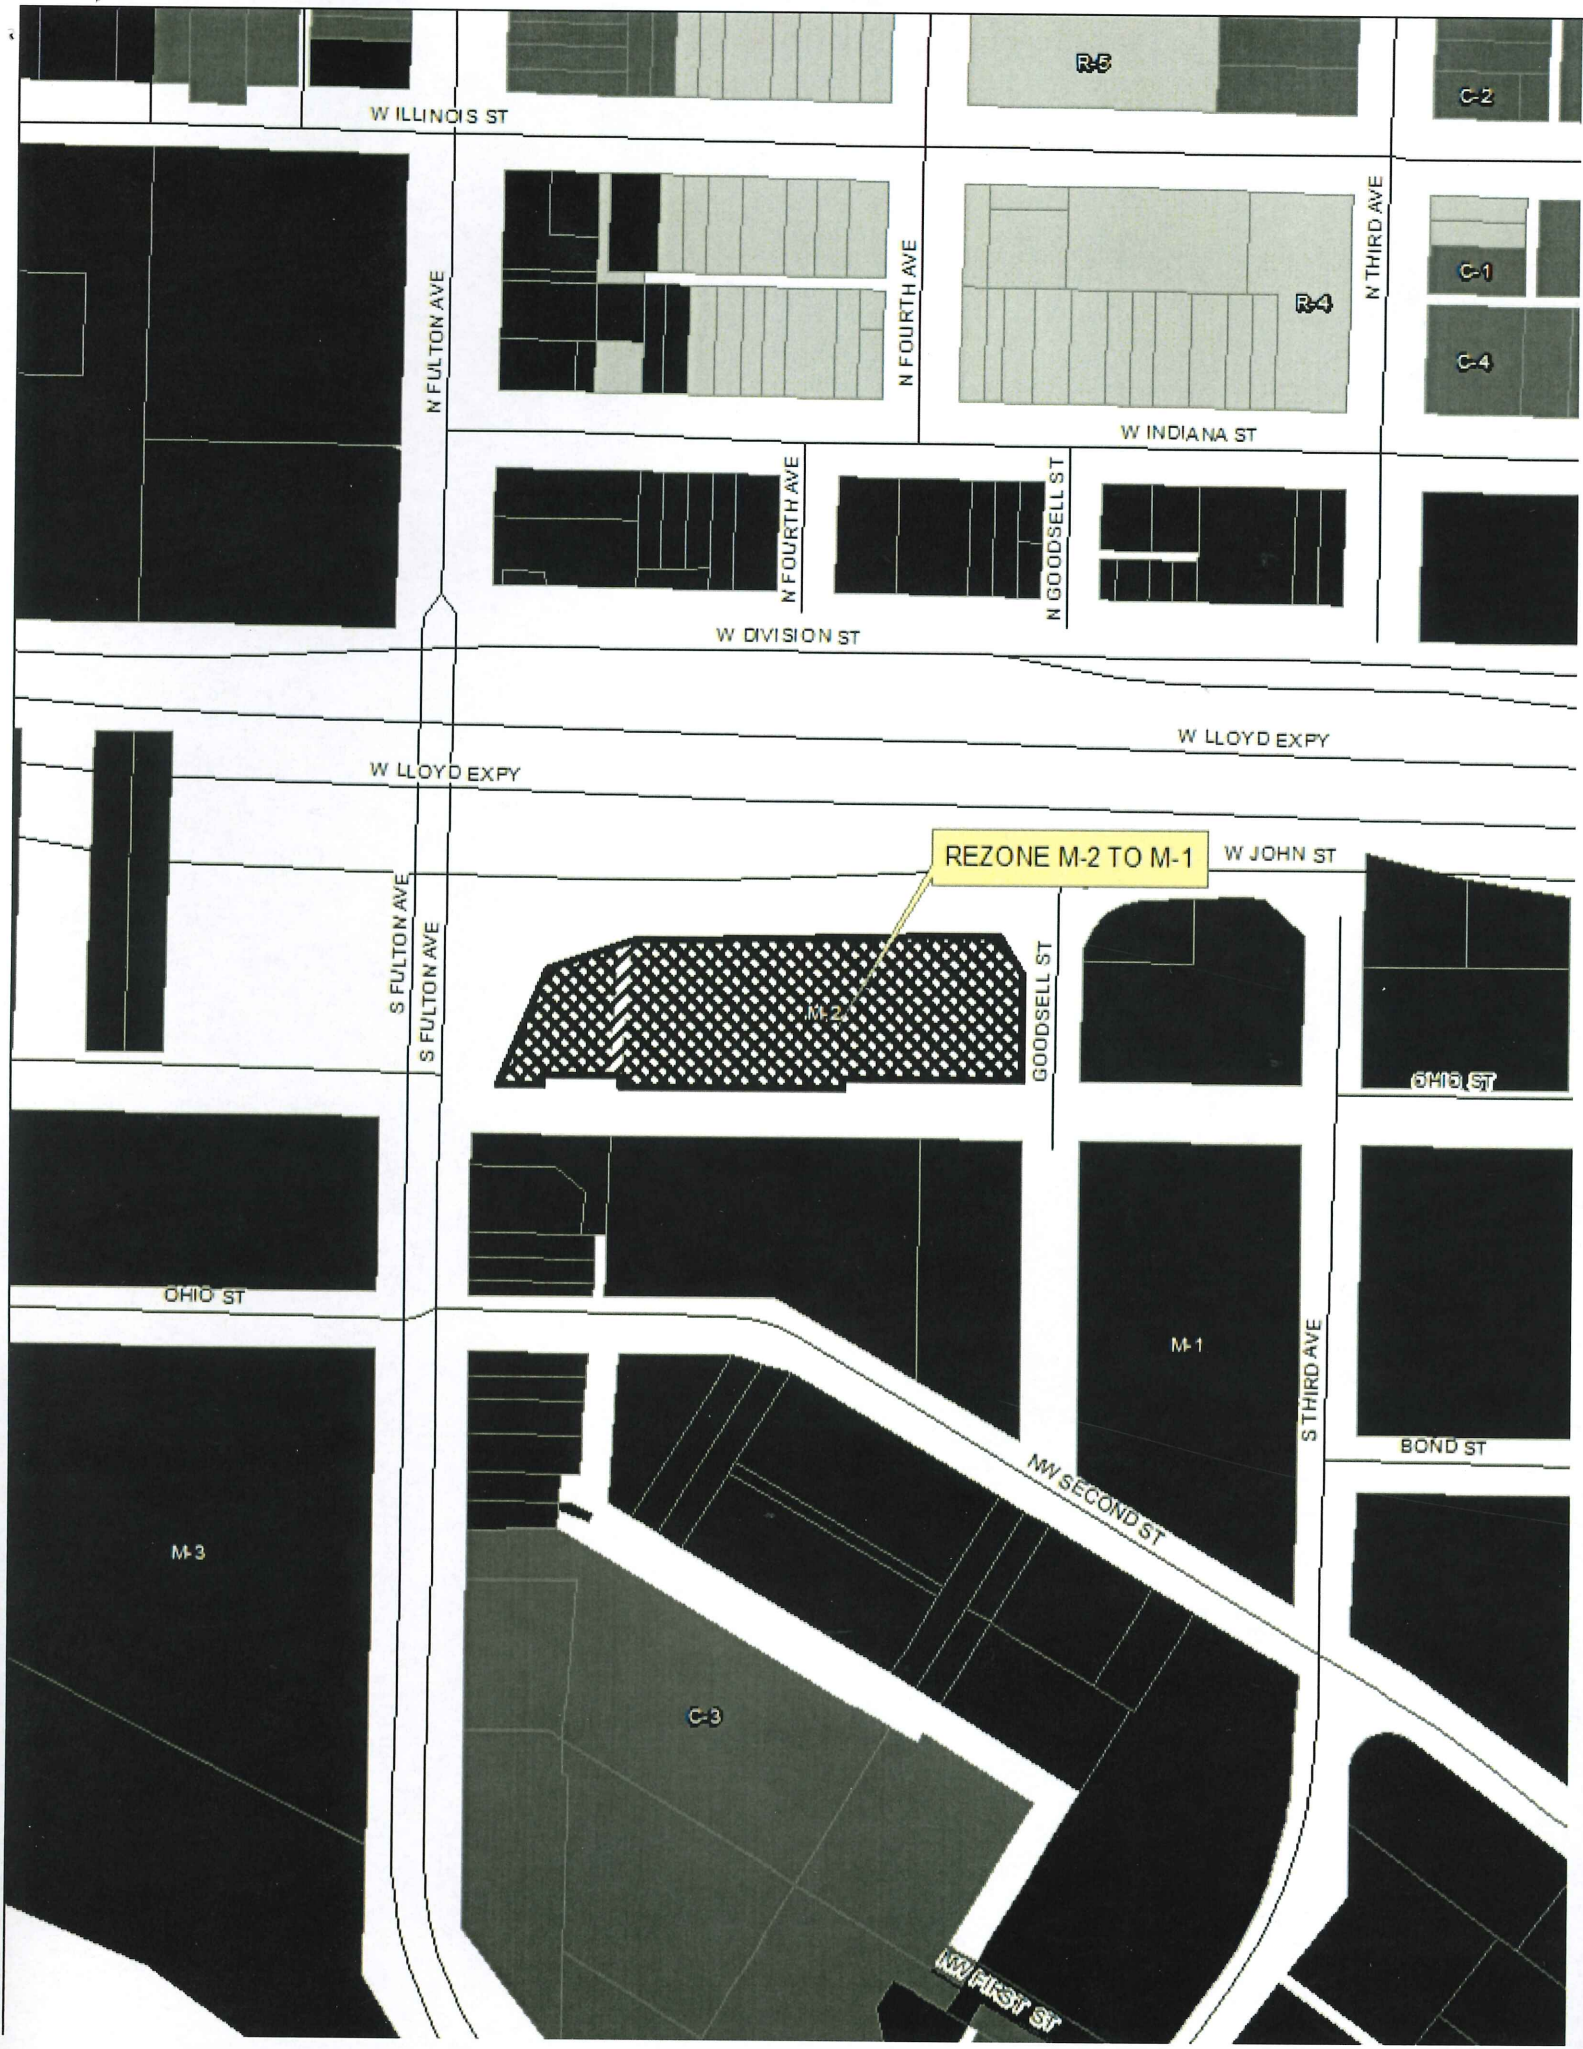 R-5
C-2
W ILLINOIS ST
N THIRD AVE
N FOURTH AVE
N FULTON AVE
C-1
R-4
C-4
W INDIANA ST
N FOURTH AVE
N GOODSELL ST
W DIVISION ST
W LLOYD EXPY
W LLOYD EXPY
REZONE M-2 TO M-1
W JOHN ST
S FULTON AVE
S FULTON AVE
M-2
GOODSELL ST
OHIO ST
OHIO ST
M-1
S THIRD AVE
BOND ST
NW SECOND ST
M-3
C-3
NW FIRST ST